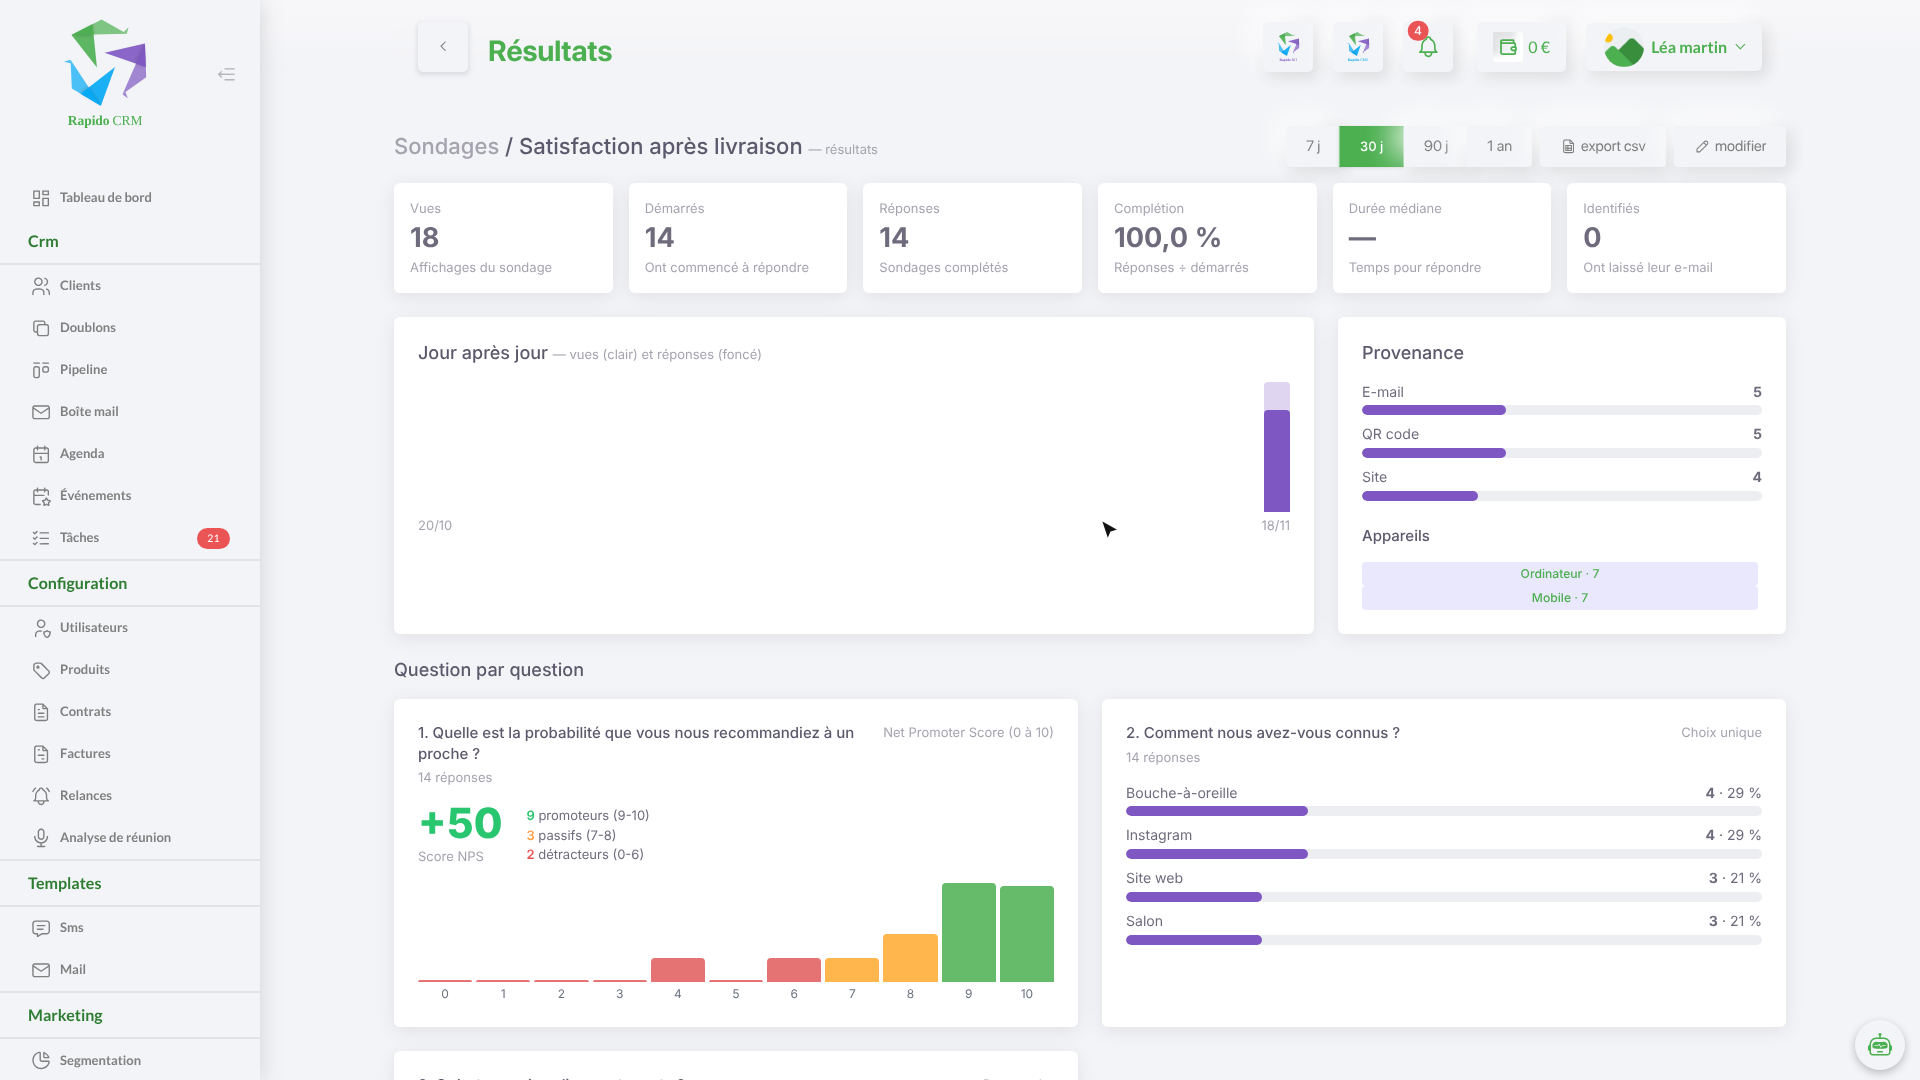 Rapido CRM
Tableau de bord
Crm
Clients
Doublons
Pipeline
Boîte mail
Agenda
Événements
Tâches
21
Configuration
Utilisateurs
Produits
Contrats
Factures
Relances
Analyse de réunion
Templates
Sms
Mail
Marketing
Segmentation
Résultats
4
0 €
Léa martin
Sondages / Satisfaction après livraison — résultats
7 j
30 j
90 j
1 an
export csv
modifier
Vues
18
Affichages du sondage
Démarrés
14
Ont commencé à répondre
Réponses
14
Sondages complétés
Complétion
100,0 %
Réponses ÷ démarrés
Durée médiane
—
Temps pour répondre
Identifiés
0
Ont laissé leur e-mail
Jour après jour — vues (clair) et réponses (foncé)
20/10
18/11
Provenance
E-mail 5
QR code 5
Site 4
Appareils
Ordinateur · 7
Mobile · 7
Question par question
1. Quelle est la probabilité que vous nous recommandiez à un
proche ?
Net Promoter Score (0 à 10)
14 réponses
+50
Score NPS
9 promoteurs (9-10)
3 passifs (7-8)
2 détracteurs (0-6)
0 1 2 3 4 5 6 7 8 9 10
2. Comment nous avez-vous connus ?
Choix unique
14 réponses
Bouche-à-oreille 4 · 29 %
Instagram 4 · 29 %
Site web 3 · 21 %
Salon 3 · 21 %